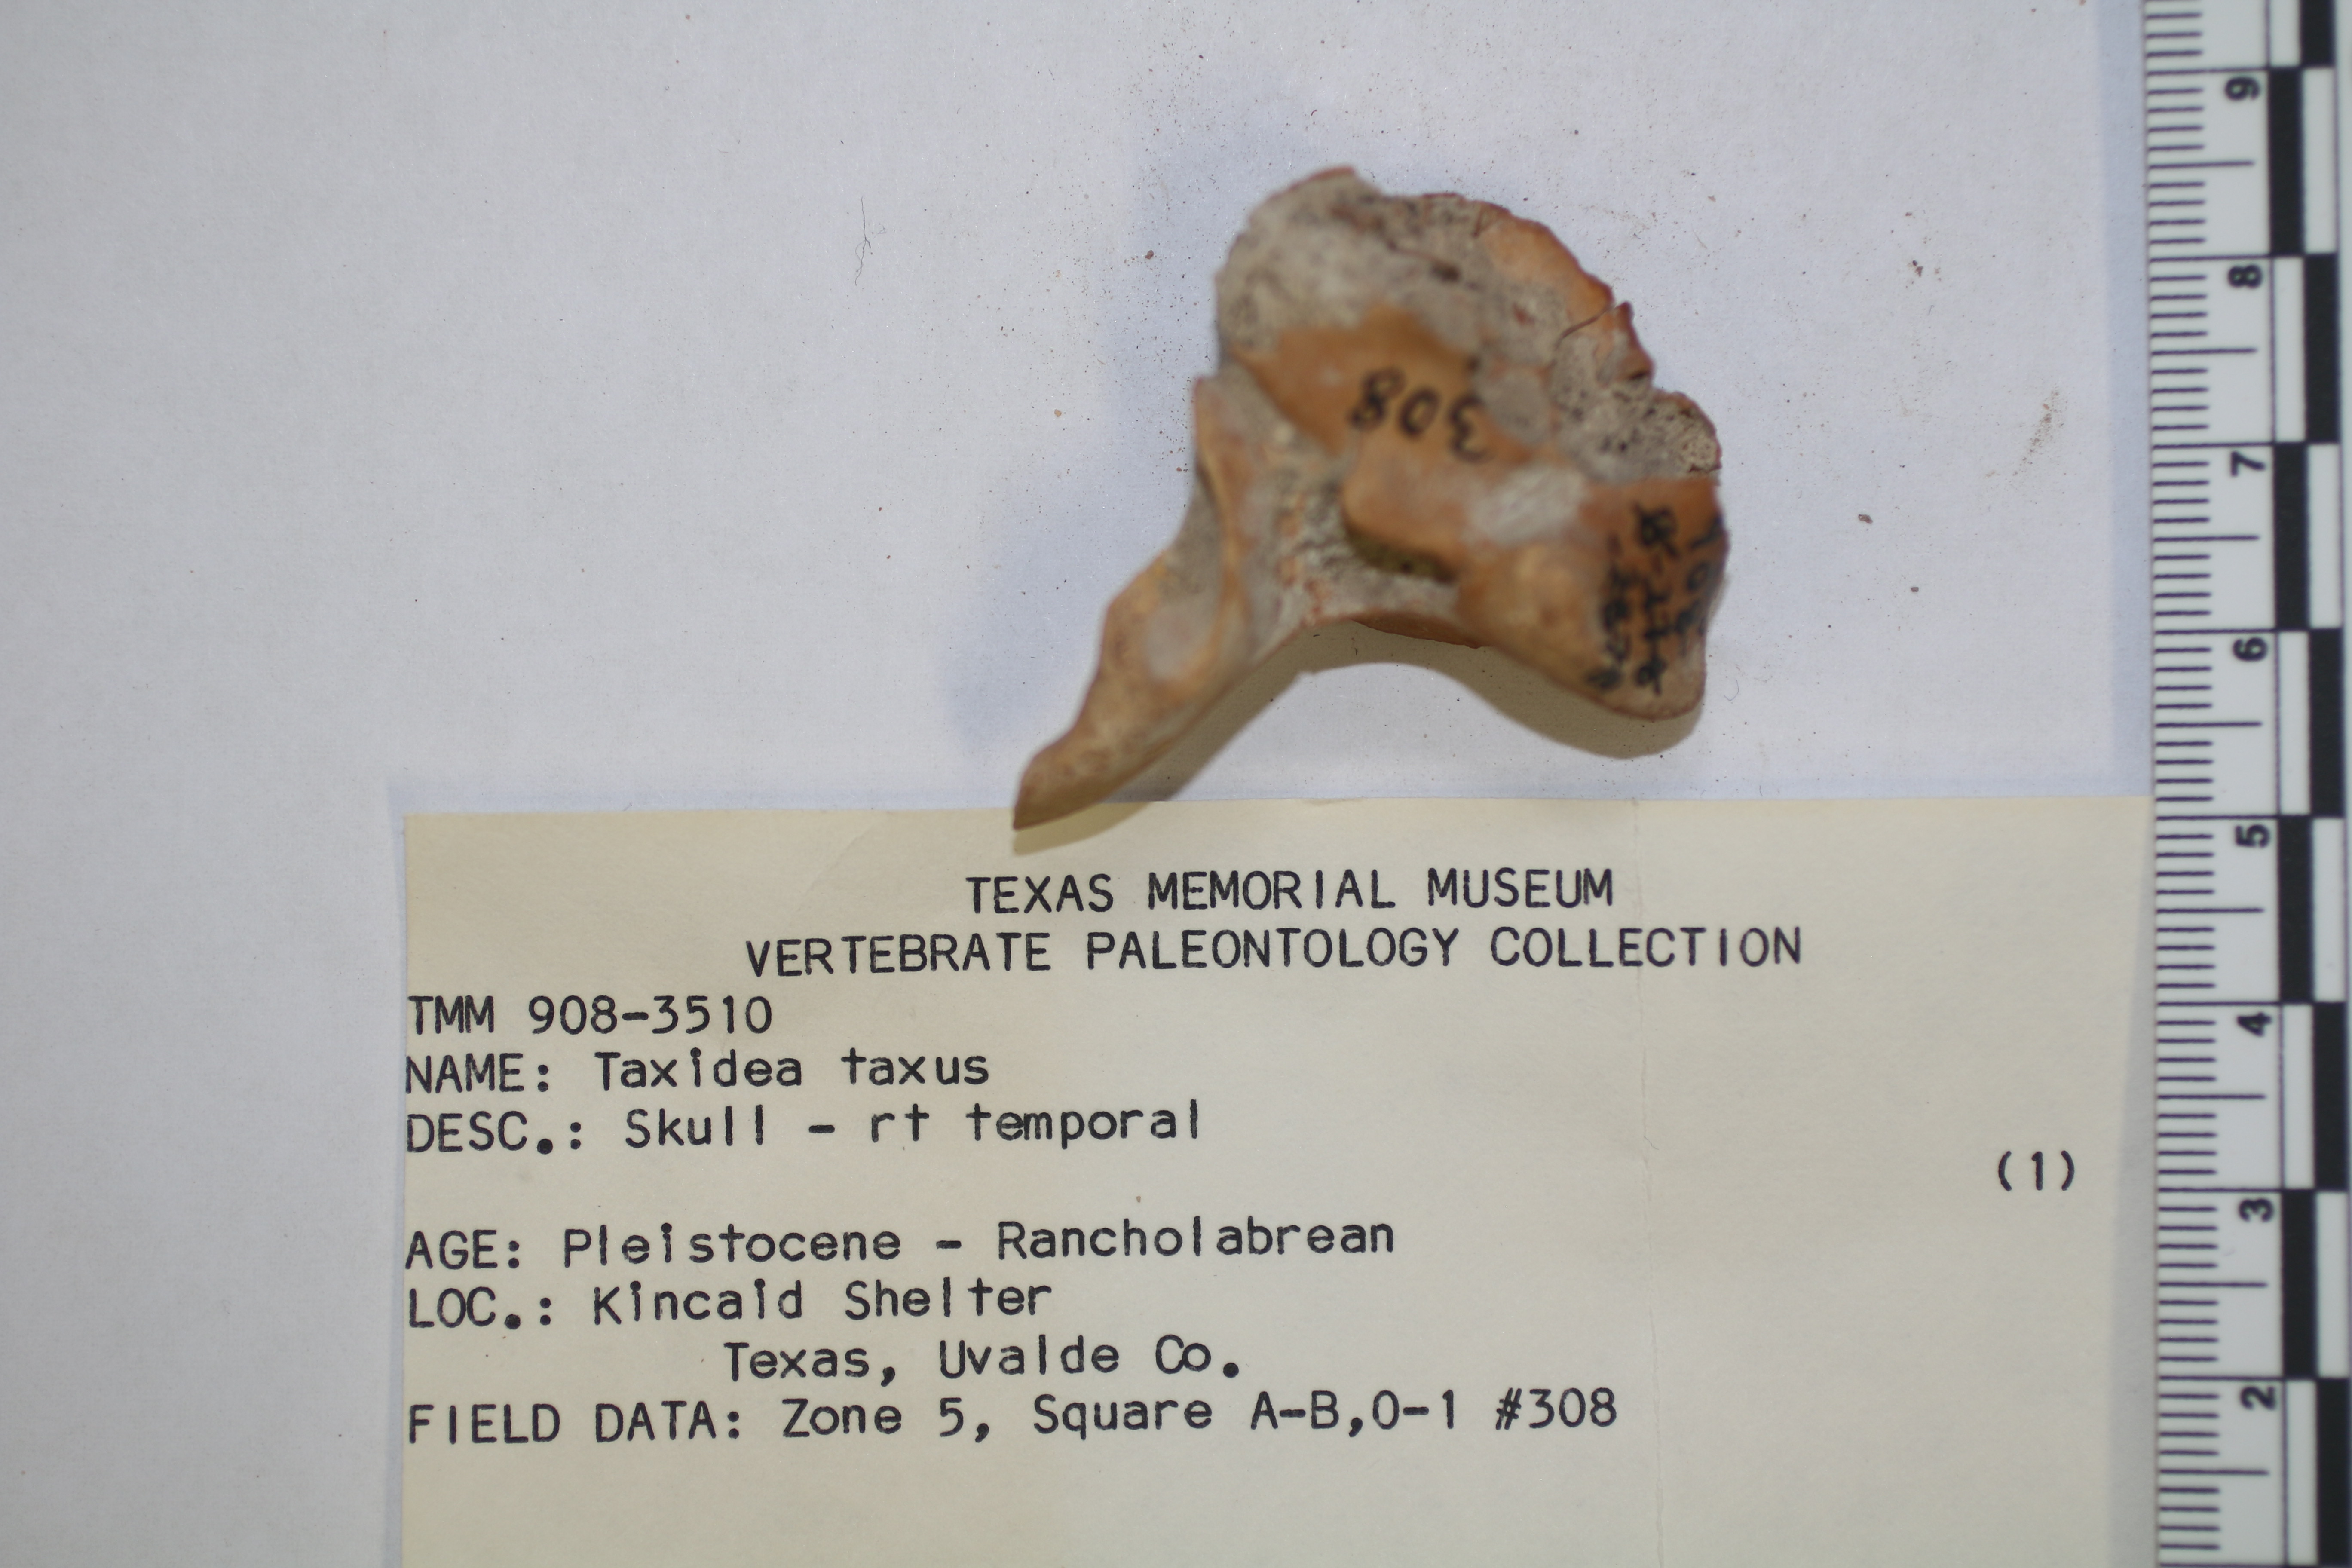 308
TEXAS MEMORIAL MUSEUM
VERTEBRATE PALEONTOLOGY COLLECTION
TMM 908-3510
NAME: Taxidea taxus
DESC.: Skull - rt temporal
(1)
AGE: Pleistocene - Rancholabrean
LOC.: Kincaid Shelter
Texas, Uvalde Co.
FIELD DATA: Zone 5, Square A-B,0-1 #308
9
8
7
6
5
4
3
2